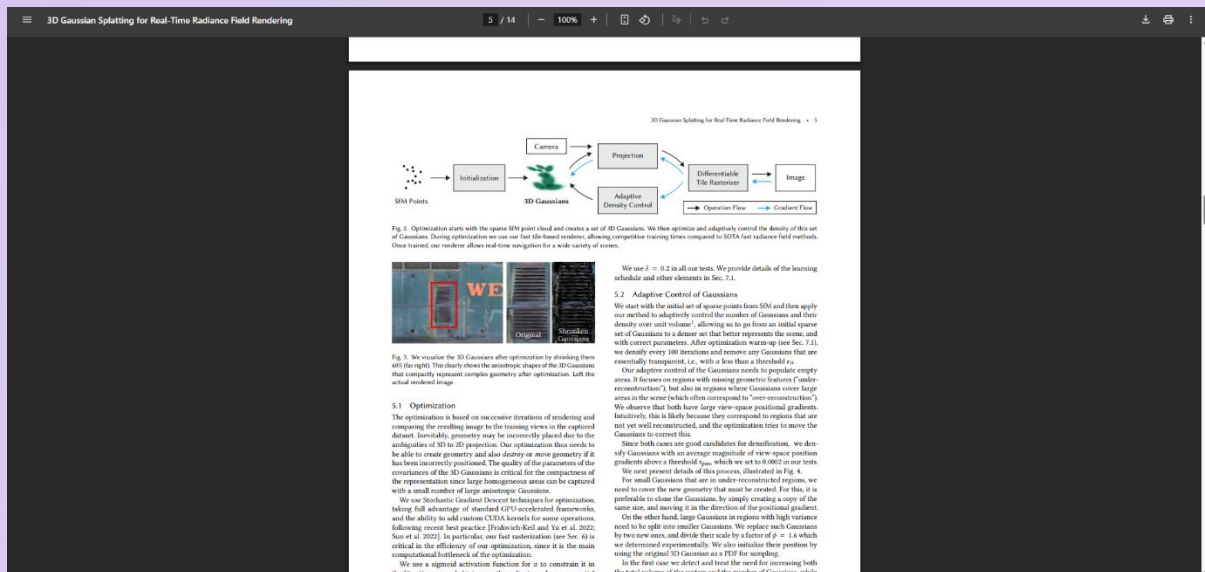 3D Gaussian Splatting for Real-Time Radiance Field Rendering
5 / 14
100%
3D Gaussian Splatting for Real-Time Radiance Field Rendering • 5
Camera
Projection
Initialization
Differentiable
Tile Rasterizer
Image
SfM Points
3D Gaussians
Adaptive
Density Control
Operation Flow
Gradient Flow
Fig. 2. Optimization starts with the sparse SfM point cloud and creates a set of 3D Gaussians. We then optimize and adaptively control the density of this set
of Gaussians. During optimization we use our fast tile-based renderer, allowing competitive training times compared to SOTA fast radiance field methods.
Once trained, our renderer allows real-time navigation for a wide variety of scenes.
WE
Original
Shrunken
Gaussians
Fig. 3. We visualize the 3D Gaussians after optimization by shrinking them
60% (far right). This clearly shows the anisotropic shapes of the 3D Gaussians
that compactly represent complex geometry after optimization. Left the
actual rendered image.
5.1 Optimization
The optimization is based on successive iterations of rendering and
comparing the resulting image to the training views in the captured
dataset. Inevitably, geometry may be incorrectly placed due to the
ambiguities of 3D to 2D projection. Our optimization thus needs to
be able to create geometry and also destroy or move geometry if it
has been incorrectly positioned. The quality of the parameters of the
covariances of the 3D Gaussians is critical for the compactness of
the representation since large homogeneous areas can be captured
with a small number of large anisotropic Gaussians.
We use Stochastic Gradient Descent techniques for optimization,
taking full advantage of standard GPU-accelerated frameworks,
and the ability to add custom CUDA kernels for some operations,
following recent best practice [Fridovich-Keil and Yu et al. 2022;
Sun et al. 2022]. In particular, our fast rasterization (see Sec. 6) is
critical in the efficiency of our optimization, since it is the main
computational bottleneck of the optimization.
We use a sigmoid activation function for α to constrain it in
We use λ = 0.2 in all our tests. We provide details of the learning
schedule and other elements in Sec. 7.1.
5.2 Adaptive Control of Gaussians
We start with the initial set of sparse points from SfM and then apply
our method to adaptively control the number of Gaussians and their
density over unit volume¹, allowing us to go from an initial sparse
set of Gaussians to a denser set that better represents the scene, and
with correct parameters. After optimization warm-up (see Sec. 7.1),
we densify every 100 iterations and remove any Gaussians that are
essentially transparent, i.e., with α less than a threshold εα.
Our adaptive control of the Gaussians needs to populate empty
areas. It focuses on regions with missing geometric features ("under-
reconstruction"), but also in regions where Gaussians cover large
areas in the scene (which often correspond to "over-reconstruction").
We observe that both have large view-space positional gradients.
Intuitively, this is likely because they correspond to regions that are
not yet well reconstructed, and the optimization tries to move the
Gaussians to correct this.
Since both cases are good candidates for densification, we den-
sify Gaussians with an average magnitude of view-space position
gradients above a threshold τpos, which we set to 0.0002 in our tests.
We next present details of this process, illustrated in Fig. 4.
For small Gaussians that are in under-reconstructed regions, we
need to cover the new geometry that must be created. For this, it is
preferable to clone the Gaussians, by simply creating a copy of the
same size, and moving it in the direction of the positional gradient.
On the other hand, large Gaussians in regions with high variance
need to be split into smaller Gaussians. We replace such Gaussians
by two new ones, and divide their scale by a factor of ϕ = 1.6 which
we determined experimentally. We also initialize their position by
using the original 3D Gaussian as a PDF for sampling.
In the first case we detect and treat the need for increasing both